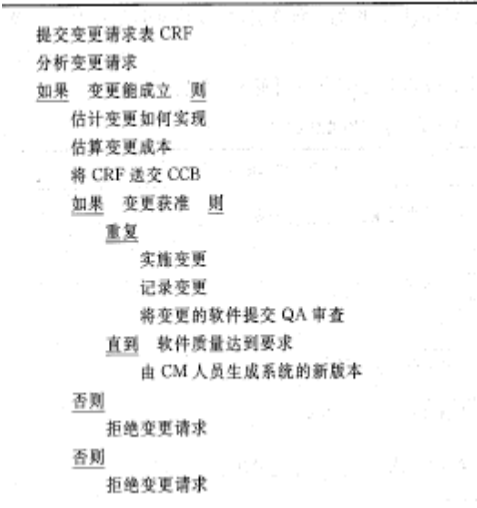 提交变更请求表 CRF
分析变更请求
如果 变更能成立 则
估计变更如何实现
估算变更成本
将 CRF 送交 CCB
如果 变更获准 则
重复
实施变更
记录变更
将变更的软件提交 QA 审查
直到 软件质量达到要求
由 CM 人员生成系统的新版本
否则
拒绝变更请求
否则
拒绝变更请求